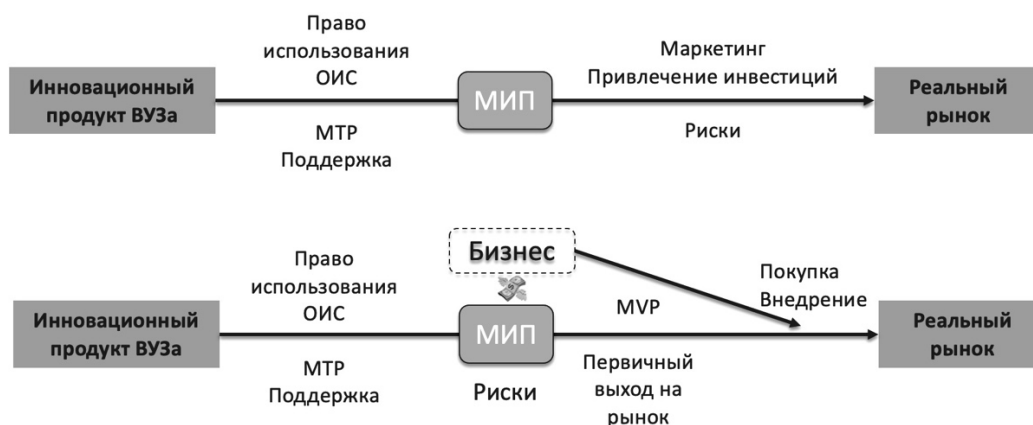 Право
использования
ОИС
Маркетинг
Привлечение инвестиций
Инновационный
продукт ВУЗа
МИП
Реальный
рынок
МТР
Поддержка
Риски
Бизнес
Право
использования
ОИС
MVP
Покупка
Внедрение
Инновационный
продукт ВУЗа
МИП
Реальный
рынок
МТР
Поддержка
Риски
Первичный
выход на
рынок